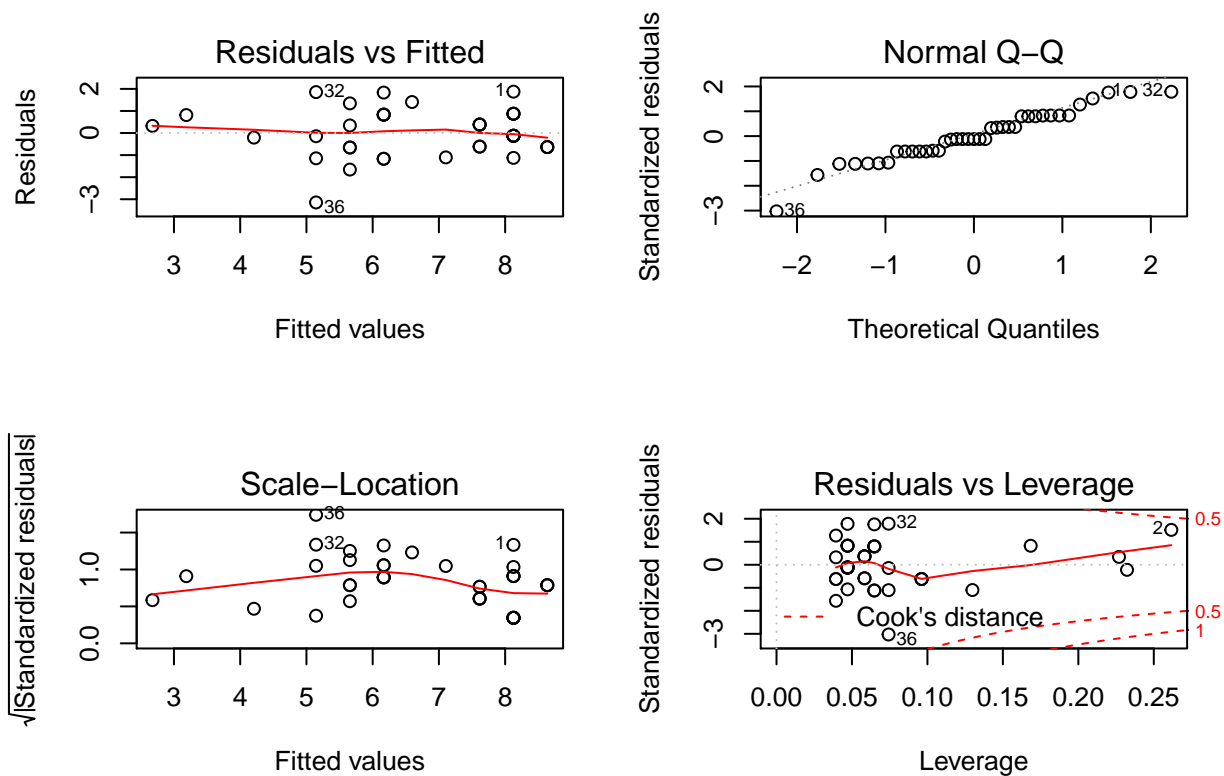 Residuals vs Fitted
Residuals
2
0
−3
32
1
36
3 4 5 6 7 8
Fitted values
Normal Q−Q
Standardized residuals
2
0
−3
1
32
36
−2 −1 0 1 2
Theoretical Quantiles
Scale−Location
√|Standardized residuals|
1.0
0.0
36
32
1
3 4 5 6 7 8
Fitted values
Residuals vs Leverage
Standardized residuals
2
0
−3
32
2
0.5
Cook's distance
0.5
1
36
0.00 0.05 0.10 0.15 0.20 0.25
Leverage